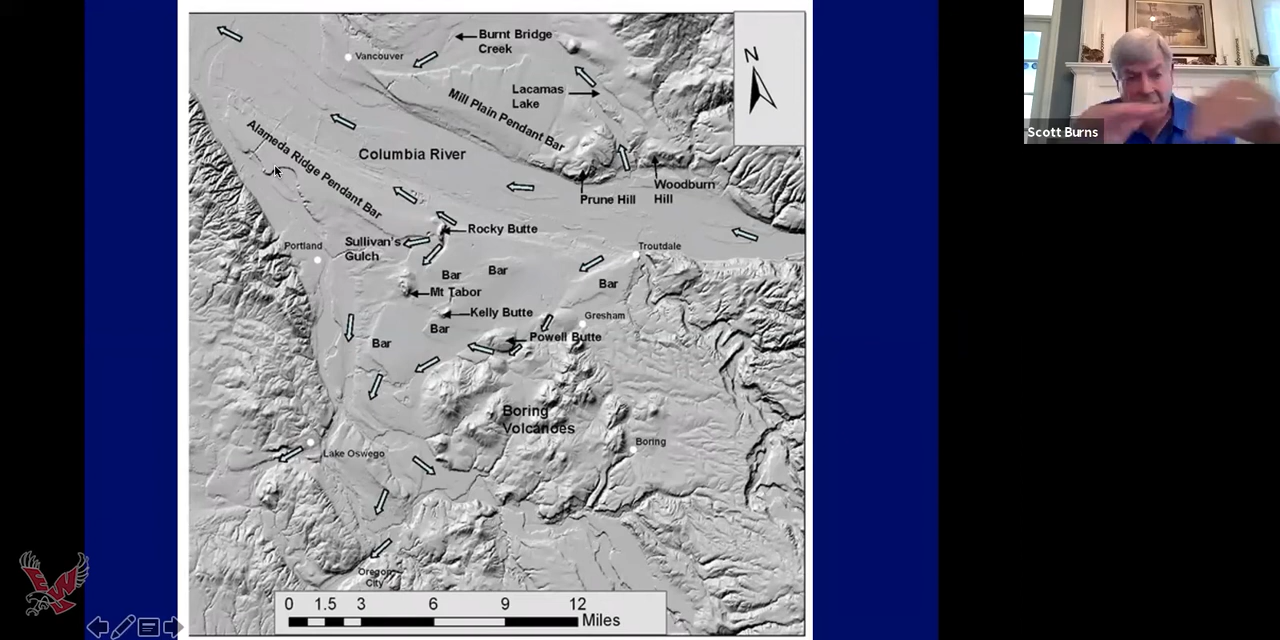 Burnt Bridge
Creek
Vancouver
Lacamas
Lake
Mill Plain Pendant Bar
N
Alameda Ridge Pendant Bar
Columbia River
Prune Hill
Woodburn
Hill
Rocky Butte
Sullivan's
Gulch
Portland
Troutdale
Bar
Bar
Bar
Mt Tabor
Kelly Butte
Bar
Gresham
Powell Butte
Bar
Boring
Volcanoes
Boring
Lake Oswego
Oregon
City
0 1.5 3 6 9 12
Miles
Scott Burns